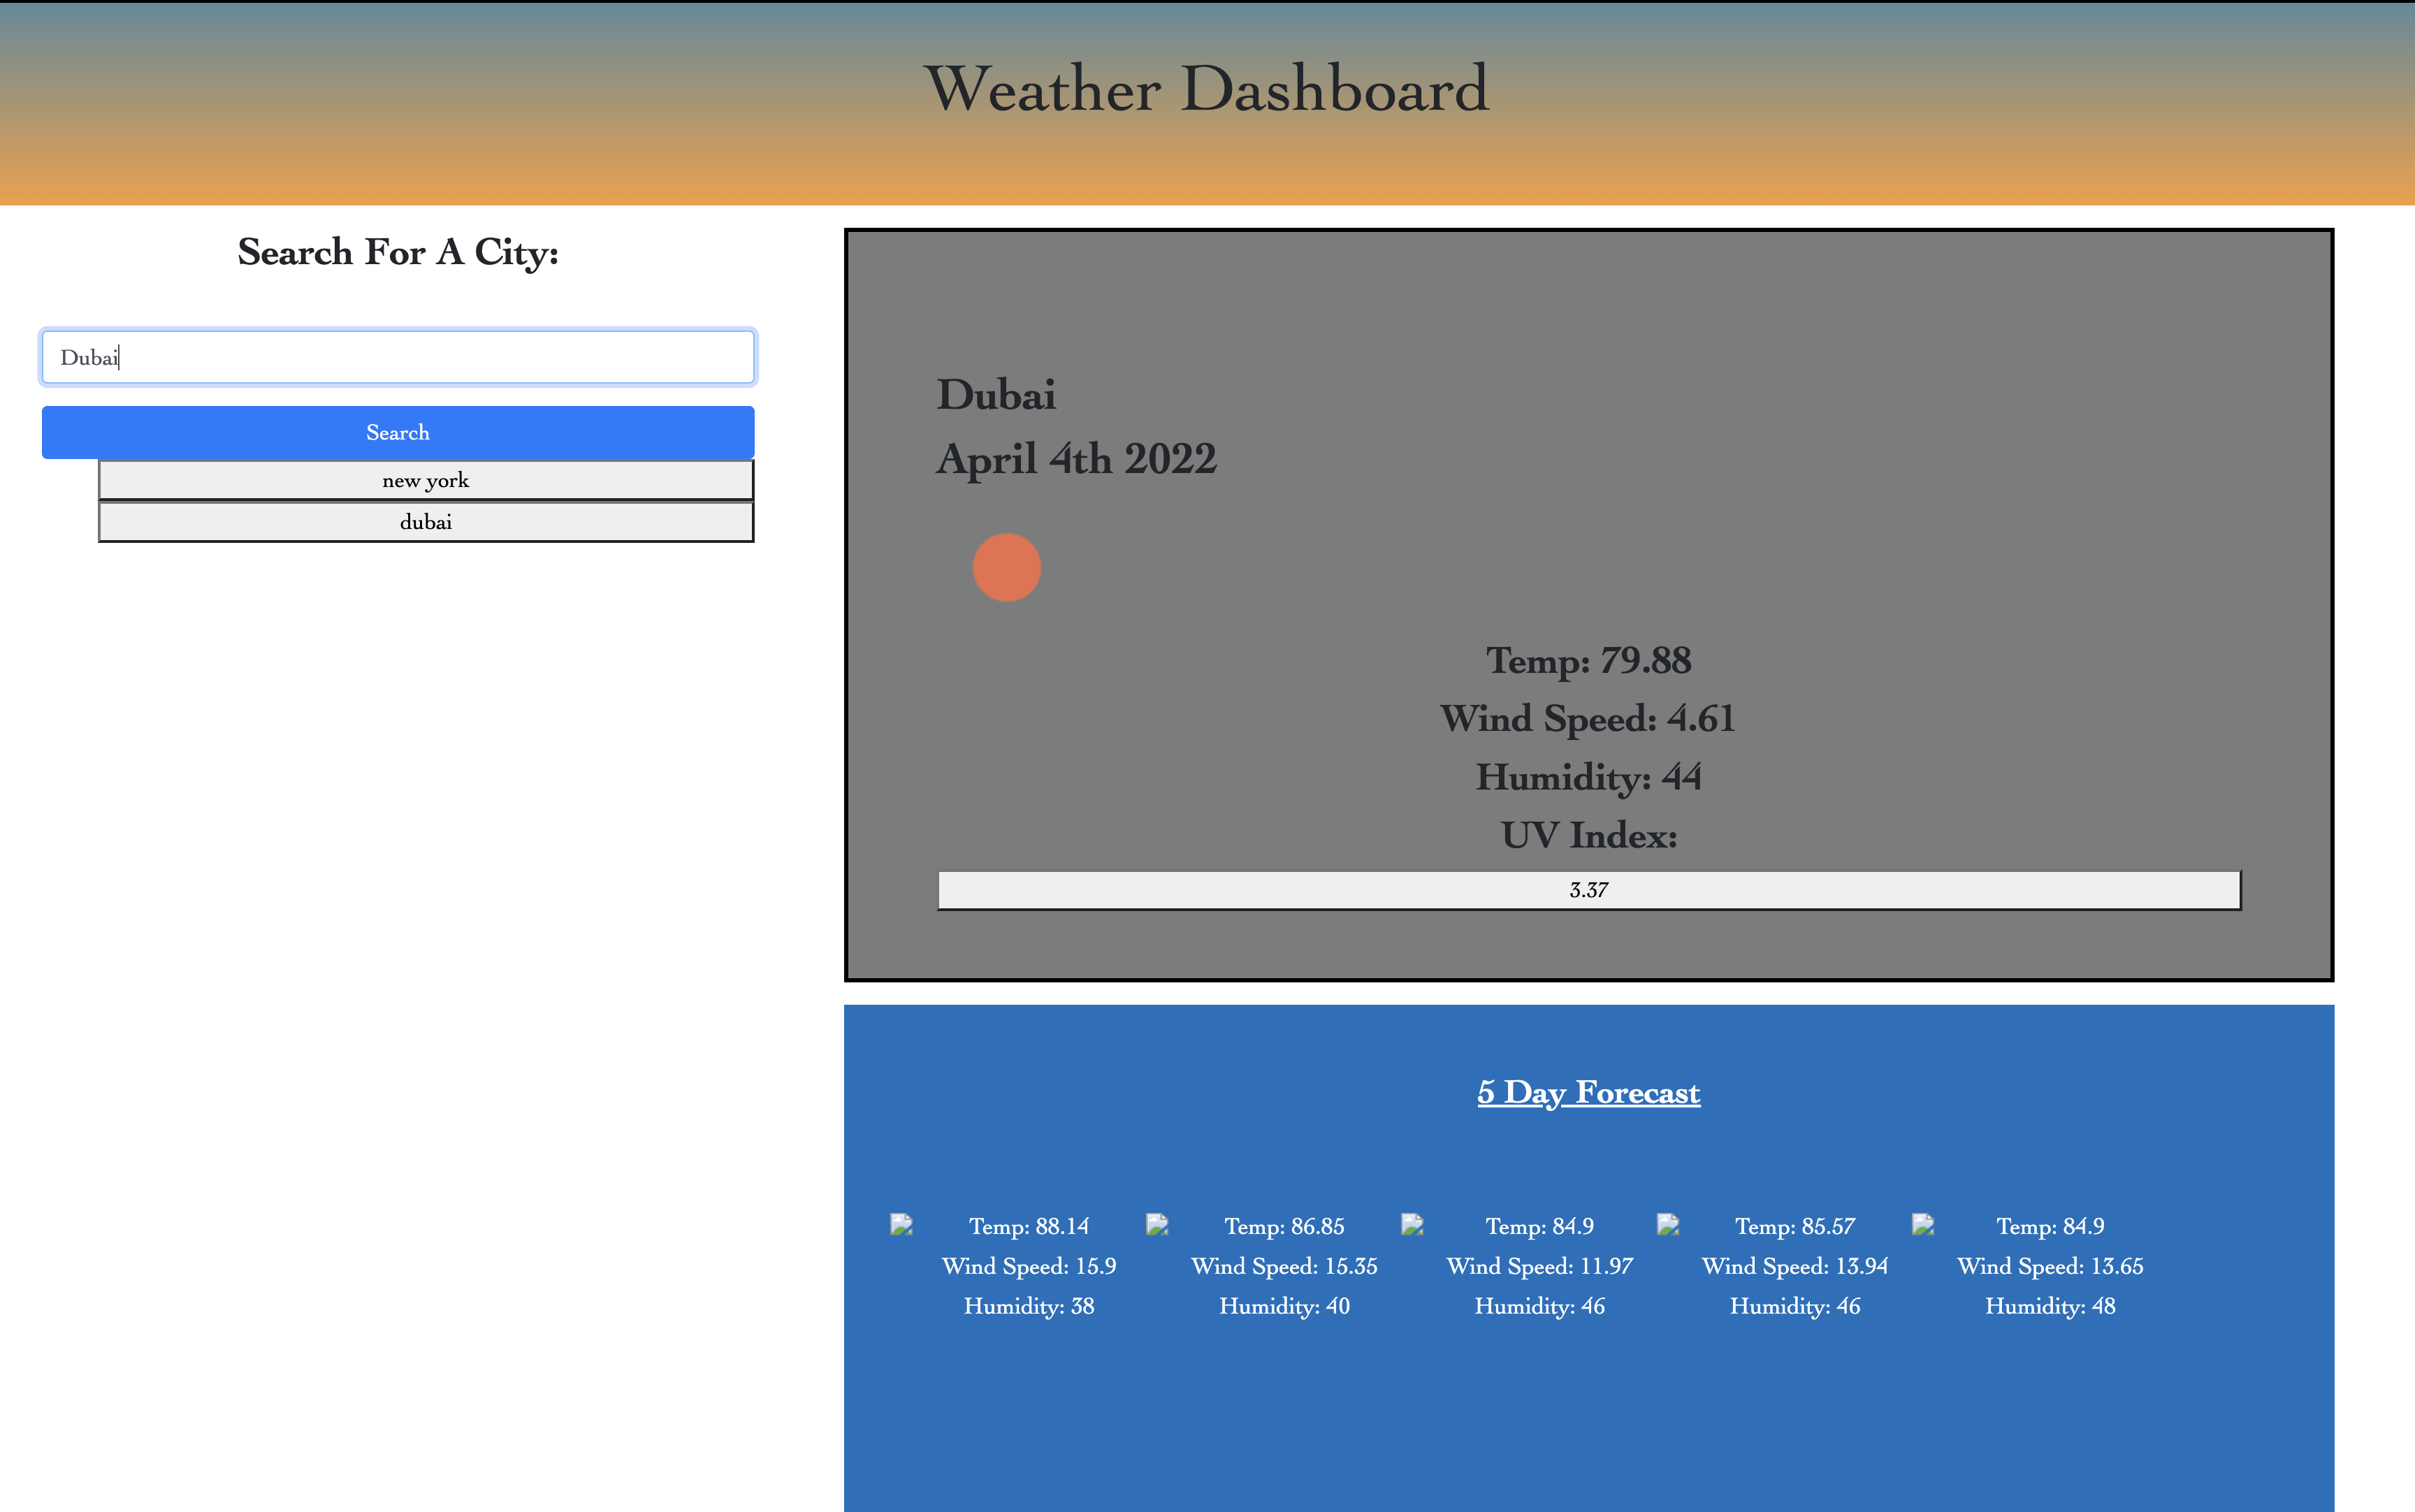 Weather Dashboard
Search For A City:
Dubai
Search
new york
dubai
Dubai
April 4th 2022
Temp: 79.88
Wind Speed: 4.61
Humidity: 44
UV Index:
3.37
5 Day Forecast
Temp: 88.14
Wind Speed: 15.9
Humidity: 38
Temp: 86.85
Wind Speed: 15.35
Humidity: 40
Temp: 84.9
Wind Speed: 11.97
Humidity: 46
Temp: 85.57
Wind Speed: 13.94
Humidity: 46
Temp: 84.9
Wind Speed: 13.65
Humidity: 48